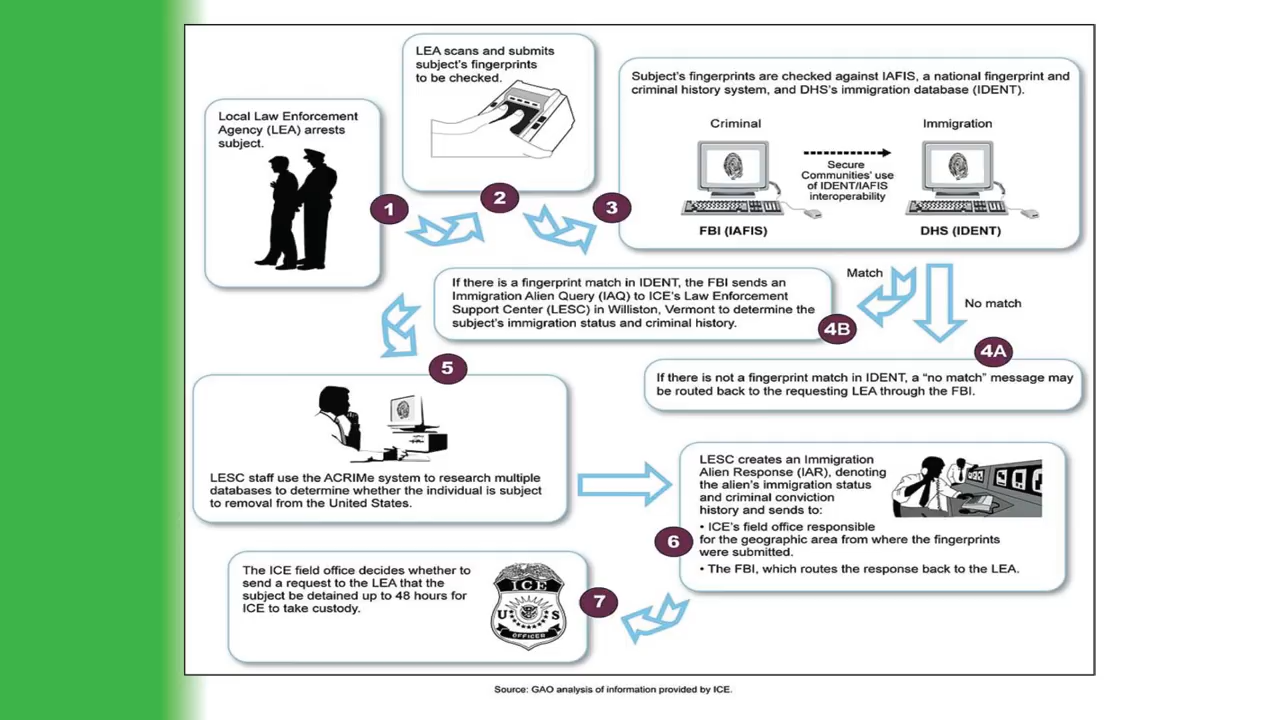 Local Law Enforcement
Agency (LEA) arrests
subject.
1
LEA scans and submits
subject's fingerprints
to be checked.
2
3
Subject's fingerprints are checked against IAFIS, a national fingerprint and
criminal history system, and DHS's immigration database (IDENT).
Criminal
Immigration
Secure
Communities' use
of IDENT/IAFIS
interoperability
FBI (IAFIS)
DHS (IDENT)
Match
No match
4A
If there is not a fingerprint match in IDENT, a "no match" message may
be routed back to the requesting LEA through the FBI.
If there is a fingerprint match in IDENT, the FBI sends an
Immigration Alien Query (IAQ) to ICE's Law Enforcement
Support Center (LESC) in Williston, Vermont to determine the
subject's immigration status and criminal history.
4B
5
LESC staff use the ACRIMe system to research multiple
databases to determine whether the individual is subject
to removal from the United States.
LESC creates an Immigration
Alien Response (IAR), denoting
the alien's immigration status
and criminal conviction
history and sends to:
• ICE's field office responsible
for the geographic area from where the fingerprints
were submitted.
• The FBI, which routes the response back to the LEA.
6
The ICE field office decides whether to
send a request to the LEA that the
subject be detained up to 48 hours for
ICE to take custody.
ICE
U S
OFFICER
7
Source: GAO analysis of information provided by ICE.